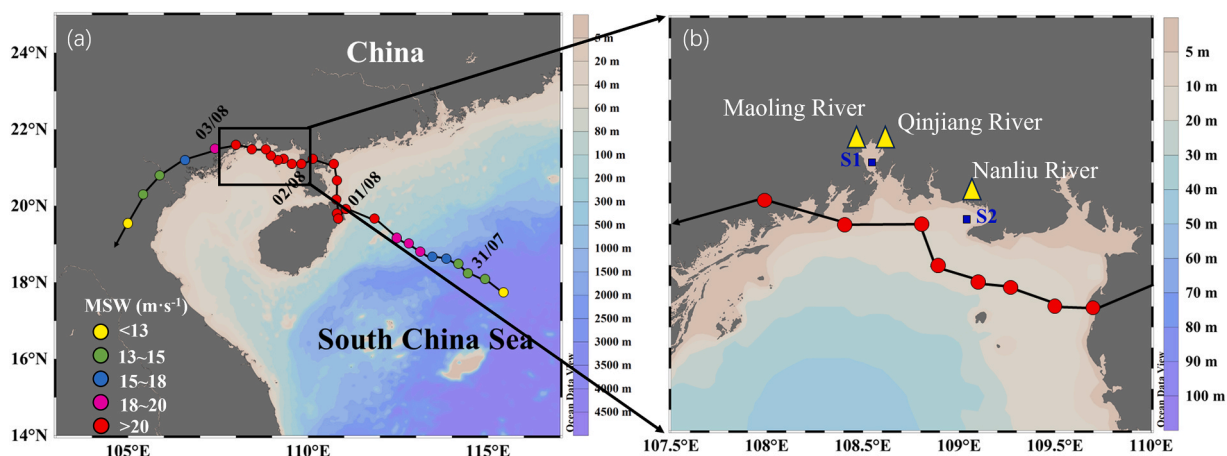 (a)
China
South China Sea
24°N
22°N
20°N
18°N
16°N
14°N
105°E
110°E
115°E
03/08
02/08
01/08
31/07
MSW (m·s⁻¹)
<13
13~15
15~18
18~20
>20
5 m
20 m
40 m
60 m
80 m
100 m
200 m
300 m
500 m
1000 m
1500 m
2000 m
2500 m
3000 m
3500 m
4000 m
4500 m
Ocean Data View
(b)
Maoling River
Qinjiang River
Nanliu River
S1
S2
107.5°E
108°E
108.5°E
109°E
109.5°E
110°E
5 m
10 m
20 m
30 m
40 m
50 m
60 m
70 m
80 m
90 m
100 m
Ocean Data View